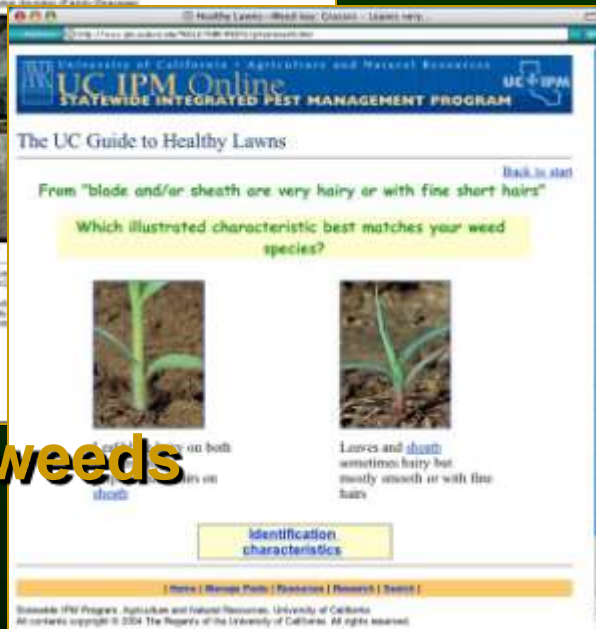 Healthy Lawns—Weed key: Grasses – Leaves very...
University of California • Agriculture and Natural Resources
UC IPM Online
STATEWIDE INTEGRATED PEST MANAGEMENT PROGRAM
UC IPM
The UC Guide to Healthy Lawns
Back to start
From "blade and/or sheath are very hairy or with fine short hairs"
Which illustrated characteristic best matches your weed
species?
on both
on
sheath
Leaves and sheath
sometimes hairy but
mostly smooth or with fine
hairs
weeds
Identification
characteristics
| Home | Manage Pests | Resources | Research | Search |
Statewide IPM Program, Agriculture and Natural Resources, University of California
All contents copyright © 2004 The Regents of the University of California. All rights reserved.